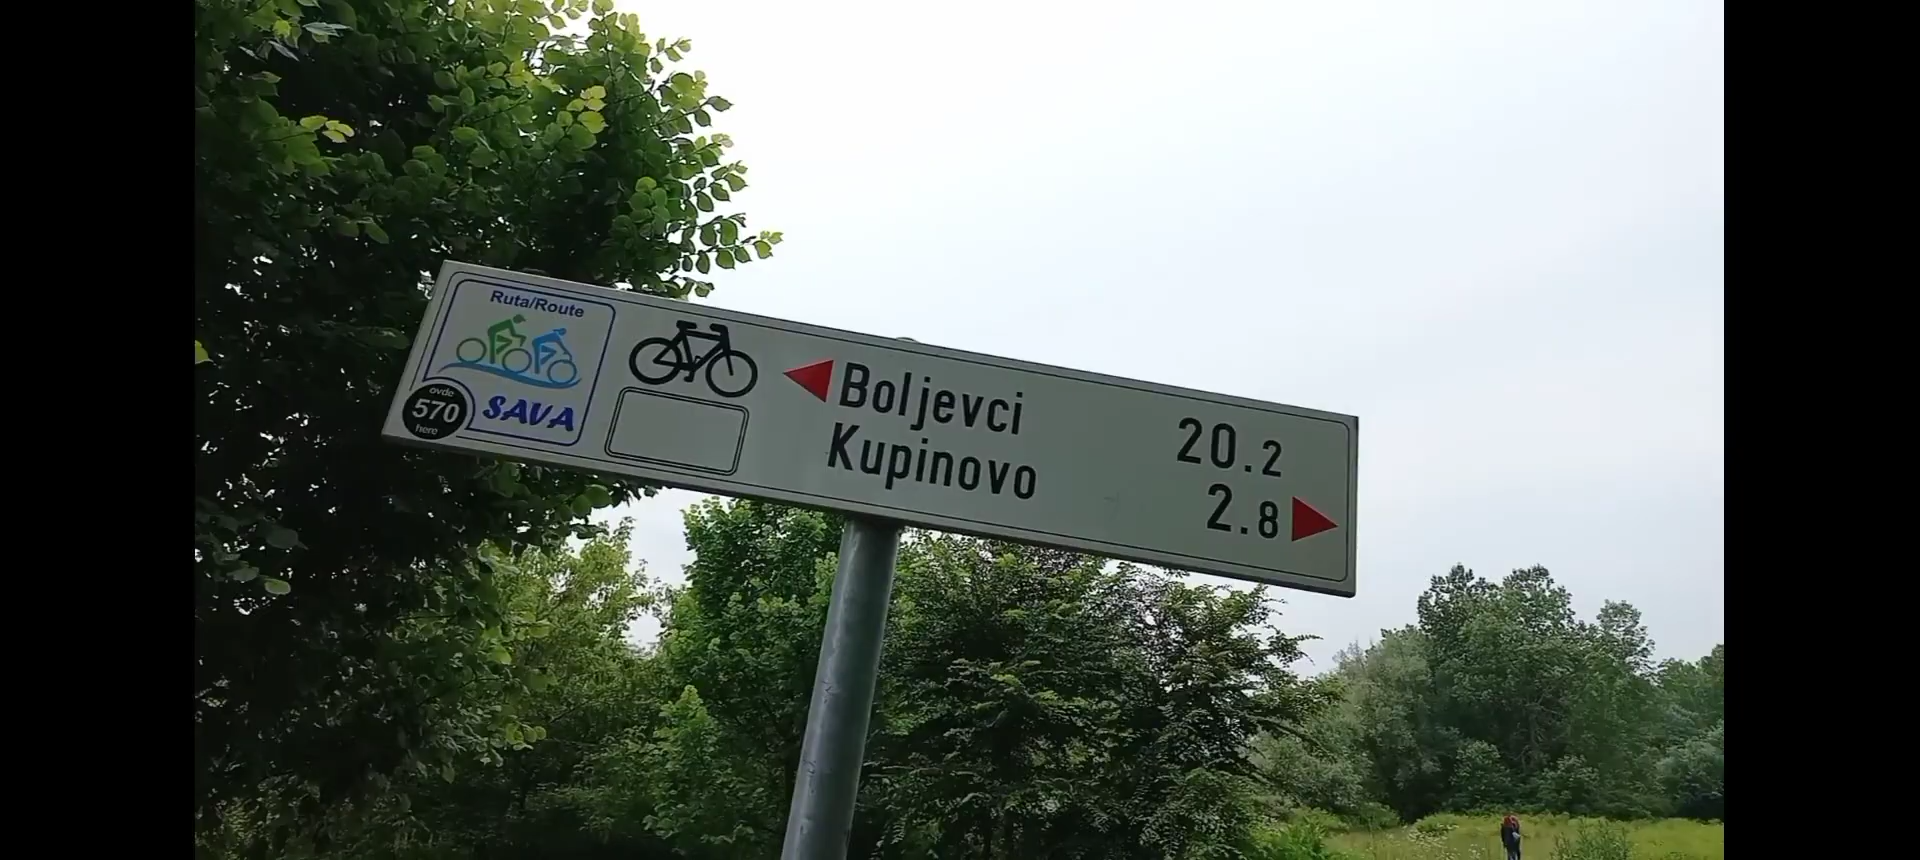 Ruta/Route
SAVA
ovde
570
here
Boljevci 20.2
Kupinovo 2.8